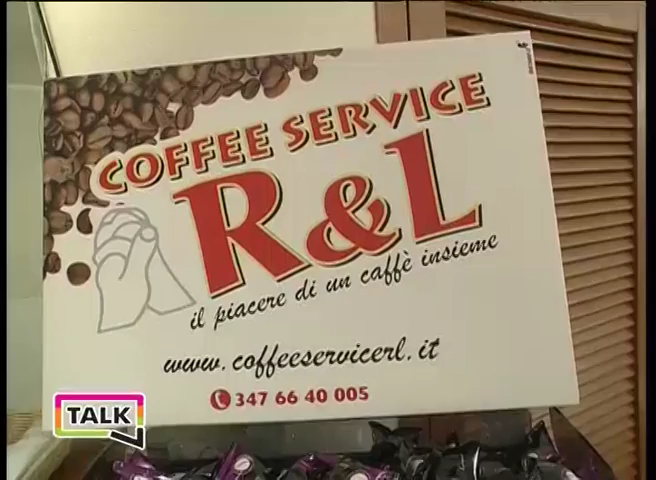 COFFEE SERVICE
R&L
il piacere di un caffè insieme
www.coffeeservicerl.it
347 66 40 005
TALK